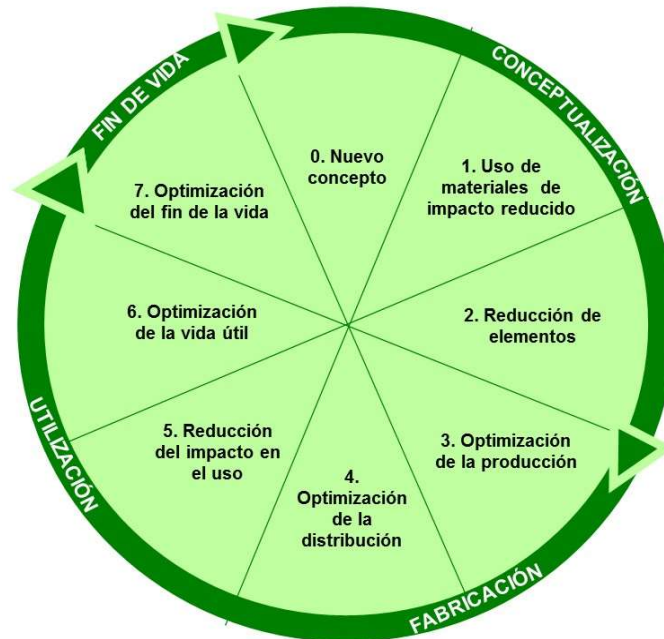 FIN DE VIDA
CONCEPTUALIZACIÓN
0. Nuevo
concepto
1. Uso de
materiales de
impacto reducido
2. Reducción de
elementos
3. Optimización
de la producción
4.
Optimización
de la
distribución
5. Reducción
del impacto en
el uso
6. Optimización
de la vida útil
7. Optimización
del fin de la vida
UTILIZACIÓN
FABRICACIÓN